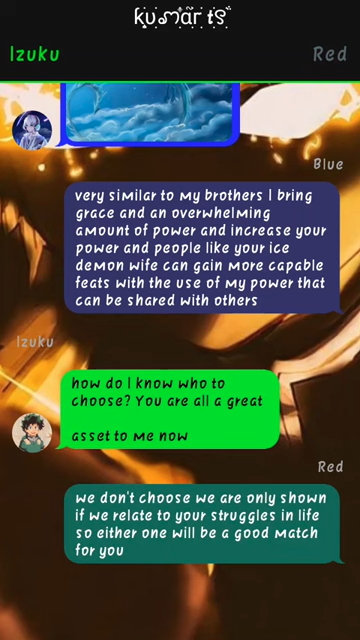 kumar ts
Izuku
Red
Blue
very similar to my brothers I bring
grace and an overwhelming
amount of power and increase your
power and people like your ice
demon wife can gain more capable
feats with the use of my power that
can be shared with others
Izuku
how do I know who to
choose? You are all a great
asset to me now
Red
we don't choose we are only shown
if we relate to your struggles in life
so either one will be a good match
for you